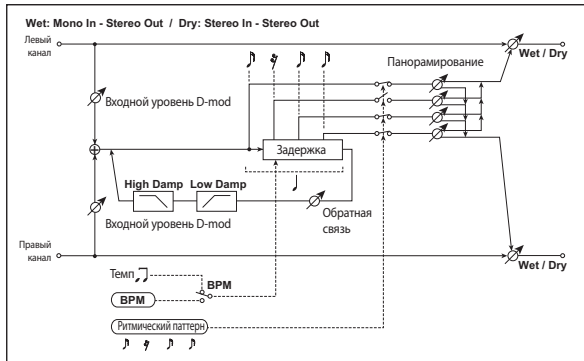 Wet: Mono In - Stereo Out / Dry: Stereo In - Stereo Out
Левый
канал
Wet / Dry
Панорамирование
Входной уровень D-mod
Задержка
High Damp
Low Damp
Обратная
связь
Входной уровень D-mod
Правый
канал
Wet / Dry
Темп
BPM
BPM
Ритмический паттерн